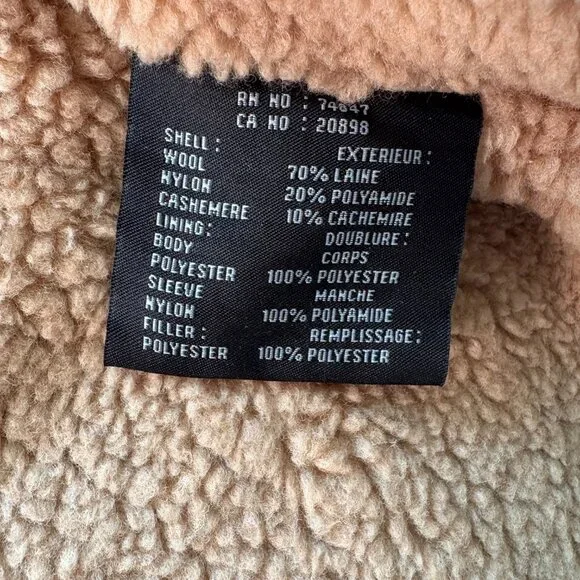 RN NO : 74647
CA NO : 20898
SHELL : EXTERIEUR :
WOOL 70% LAINE
NYLON 20% POLYAMIDE
CASHEMERE 10% CACHEMIRE
LINING : DOUBLURE :
BODY CORPS
POLYESTER 100% POLYESTER
SLEEVE MANCHE
NYLON 100% POLYAMIDE
FILLER : REMPLISSAGE :
POLYESTER 100% POLYESTER